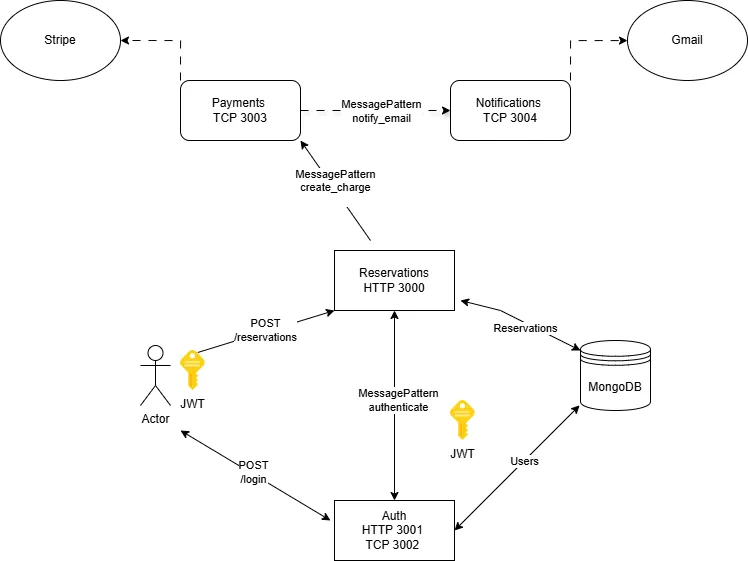 Stripe
Gmail
Payments
TCP 3003
MessagePattern
notify_email
Notifications
TCP 3004
MessagePattern
create_charge
Reservations
HTTP 3000
POST
/reservations
Reservations
JWT
Actor
MongoDB
MessagePattern
authenticate
JWT
POST
/login
Users
Auth
HTTP 3001
TCP 3002